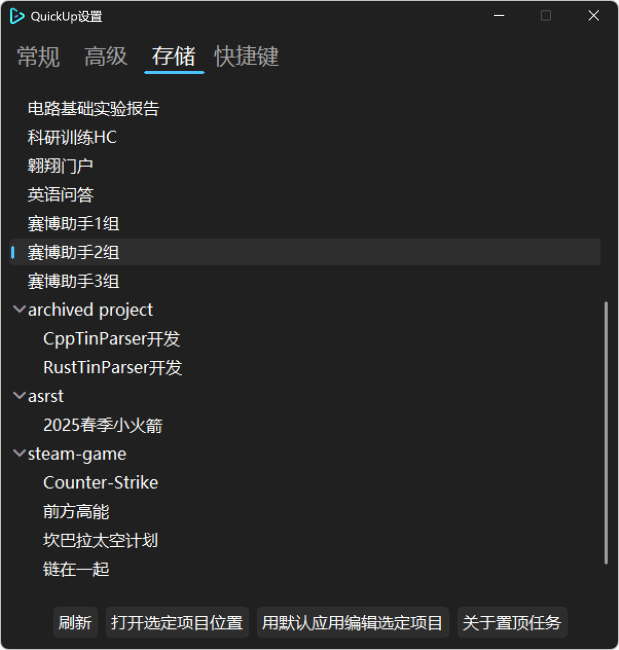 QuickUp设置
常规 高级 存储 快捷键
电路基础实验报告
科研训练HC
翱翔门户
英语问答
赛博助手1组
赛博助手2组
赛博助手3组
archived project
CppTinParser开发
RustTinParser开发
asrst
2025春季小火箭
steam-game
Counter-Strike
前方高能
坎巴拉太空计划
链在一起
刷新 打开选定项目位置 用默认应用编辑选定项目 关于置顶任务